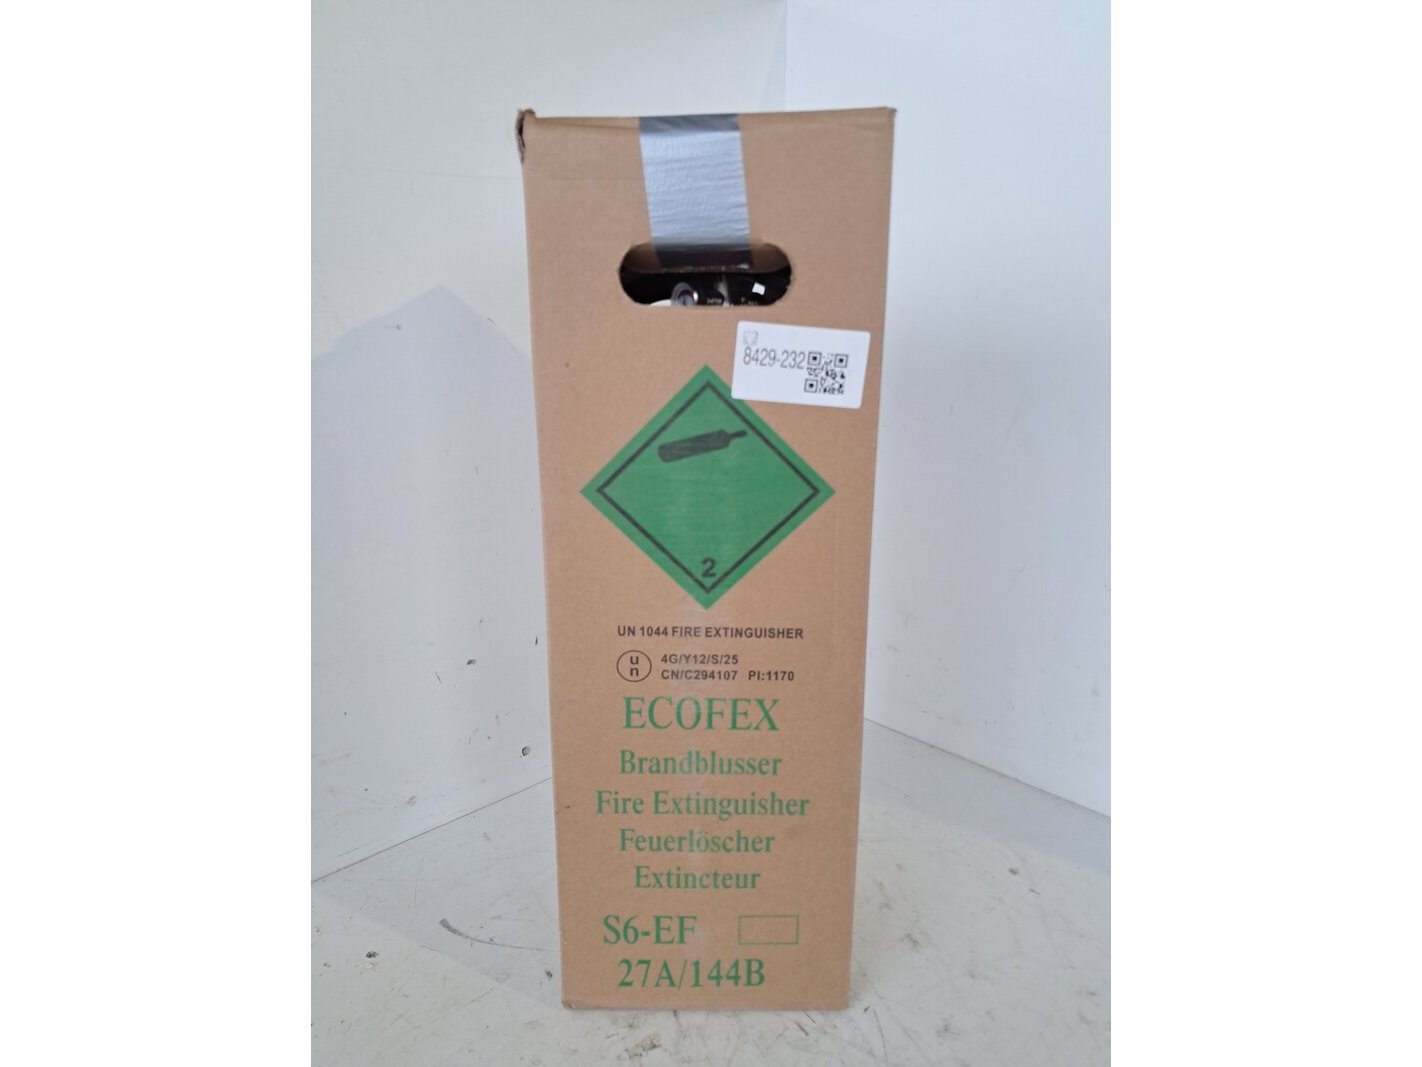 8429-232
2
UN 1044 FIRE EXTINGUISHER
u
n
4G/Y12/S/25
CN/C294107 PI:1170
ECOFEX
Brandblusser
Fire Extinguisher
Feuerlöscher
Extincteur
S6-EF
27A/144B